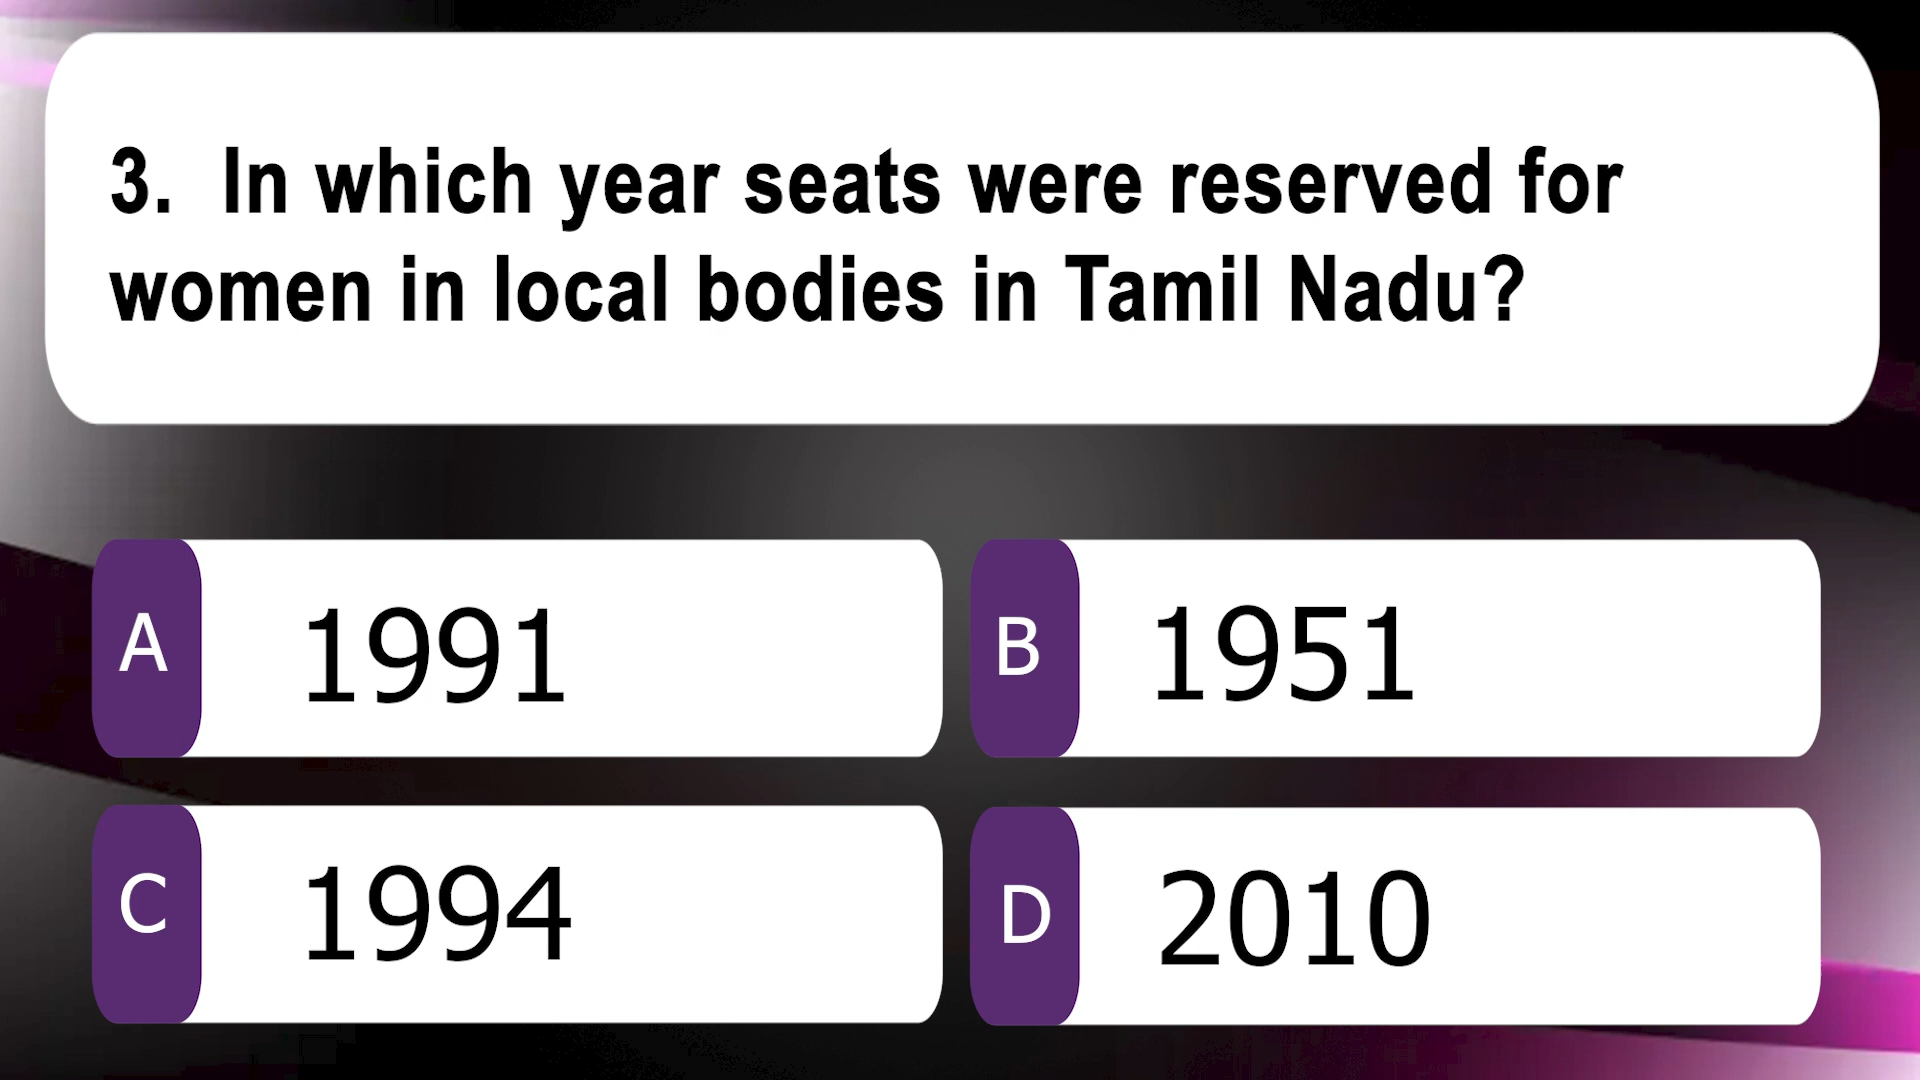 3. In which year seats were reserved for
women in local bodies in Tamil Nadu?
A 1991
B 1951
C 1994
D 2010